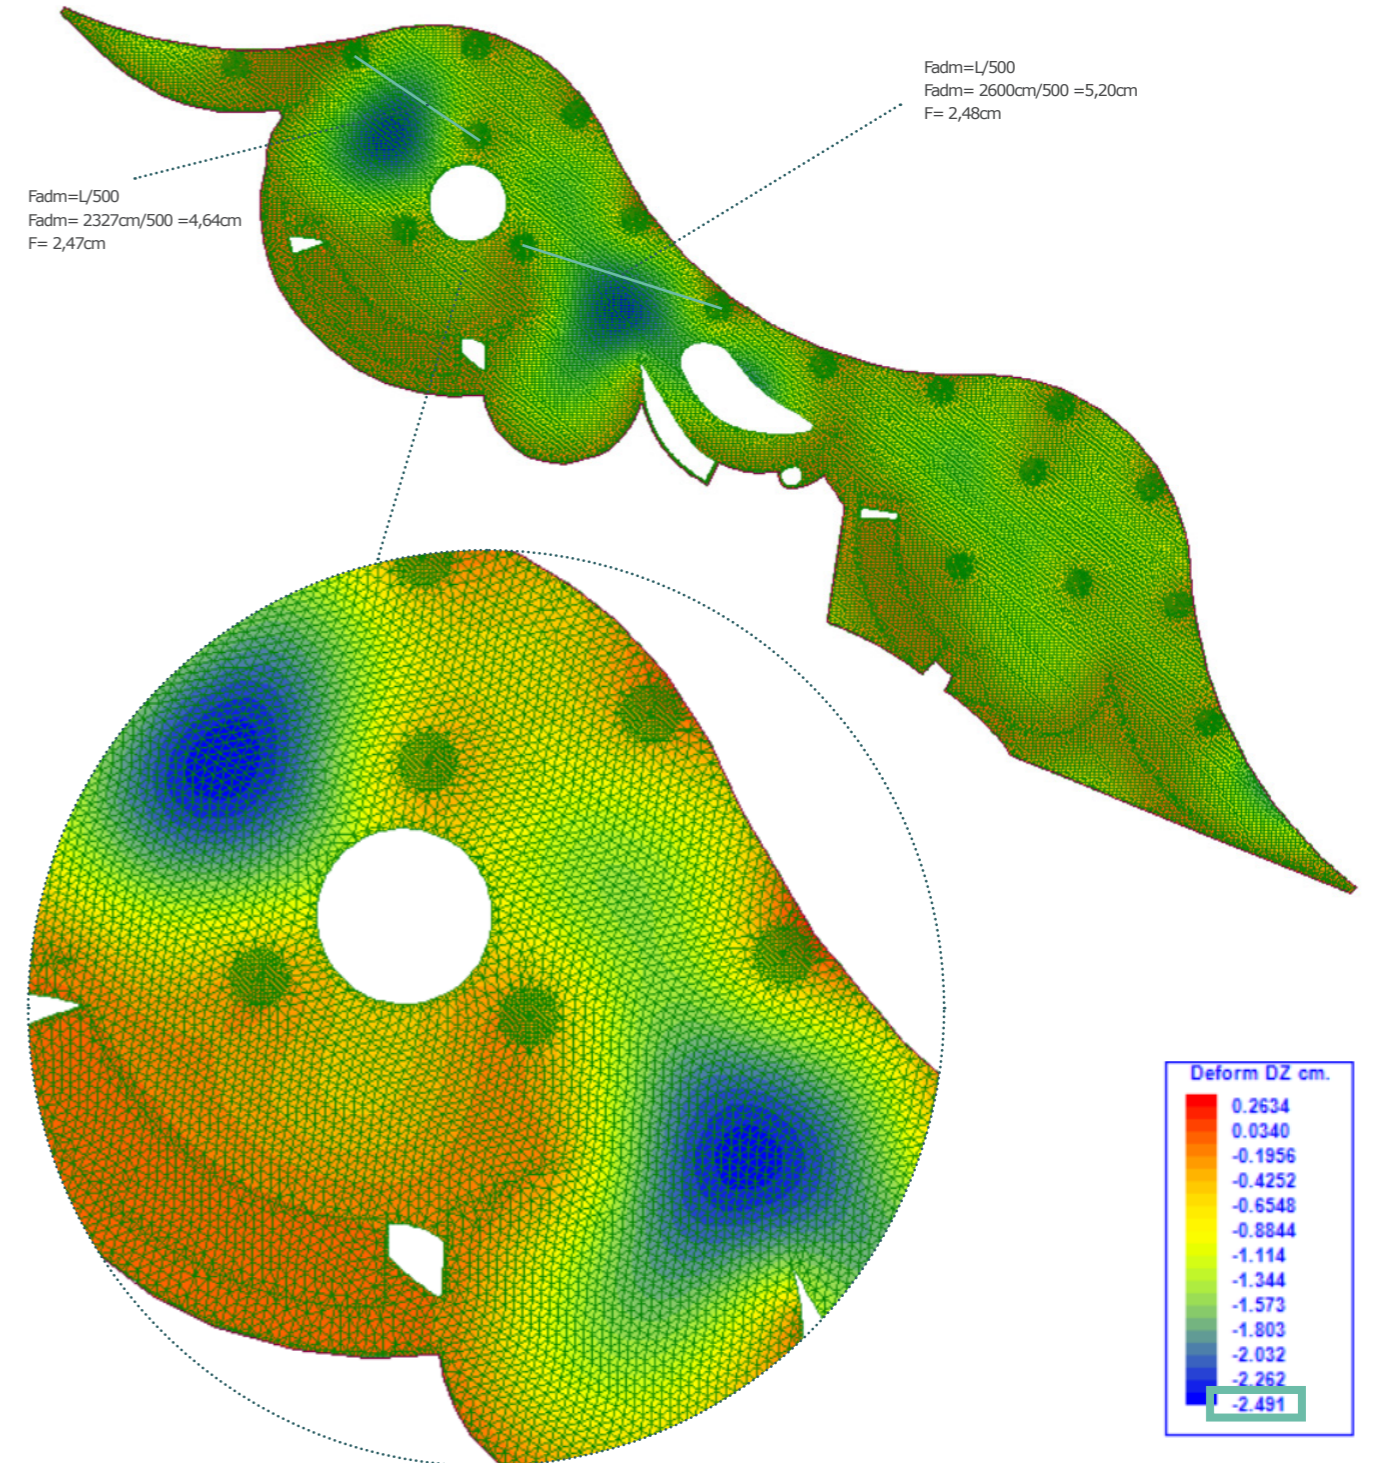 Fadm=L/500
Fadm= 2600cm/500 =5,20cm
F= 2,48cm
Fadm=L/500
Fadm= 2327cm/500 =4,64cm
F= 2,47cm
Deform DZ cm.
0.2634
0.0340
-0.1956
-0.4252
-0.6548
-0.8844
-1.114
-1.344
-1.573
-1.803
-2.032
-2.262
-2.491